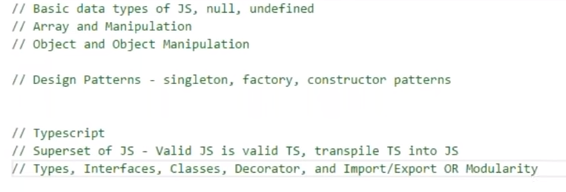 // Basic data types of JS, null, undefined
// Array and Manipulation
// Object and Object Manipulation
// Design Patterns - singleton, factory, constructor patterns
// Typescript
// Superset of JS - Valid JS is valid TS, transpile TS into JS
// Types, Interfaces, Classes, Decorator, and Import/Export OR Modularity